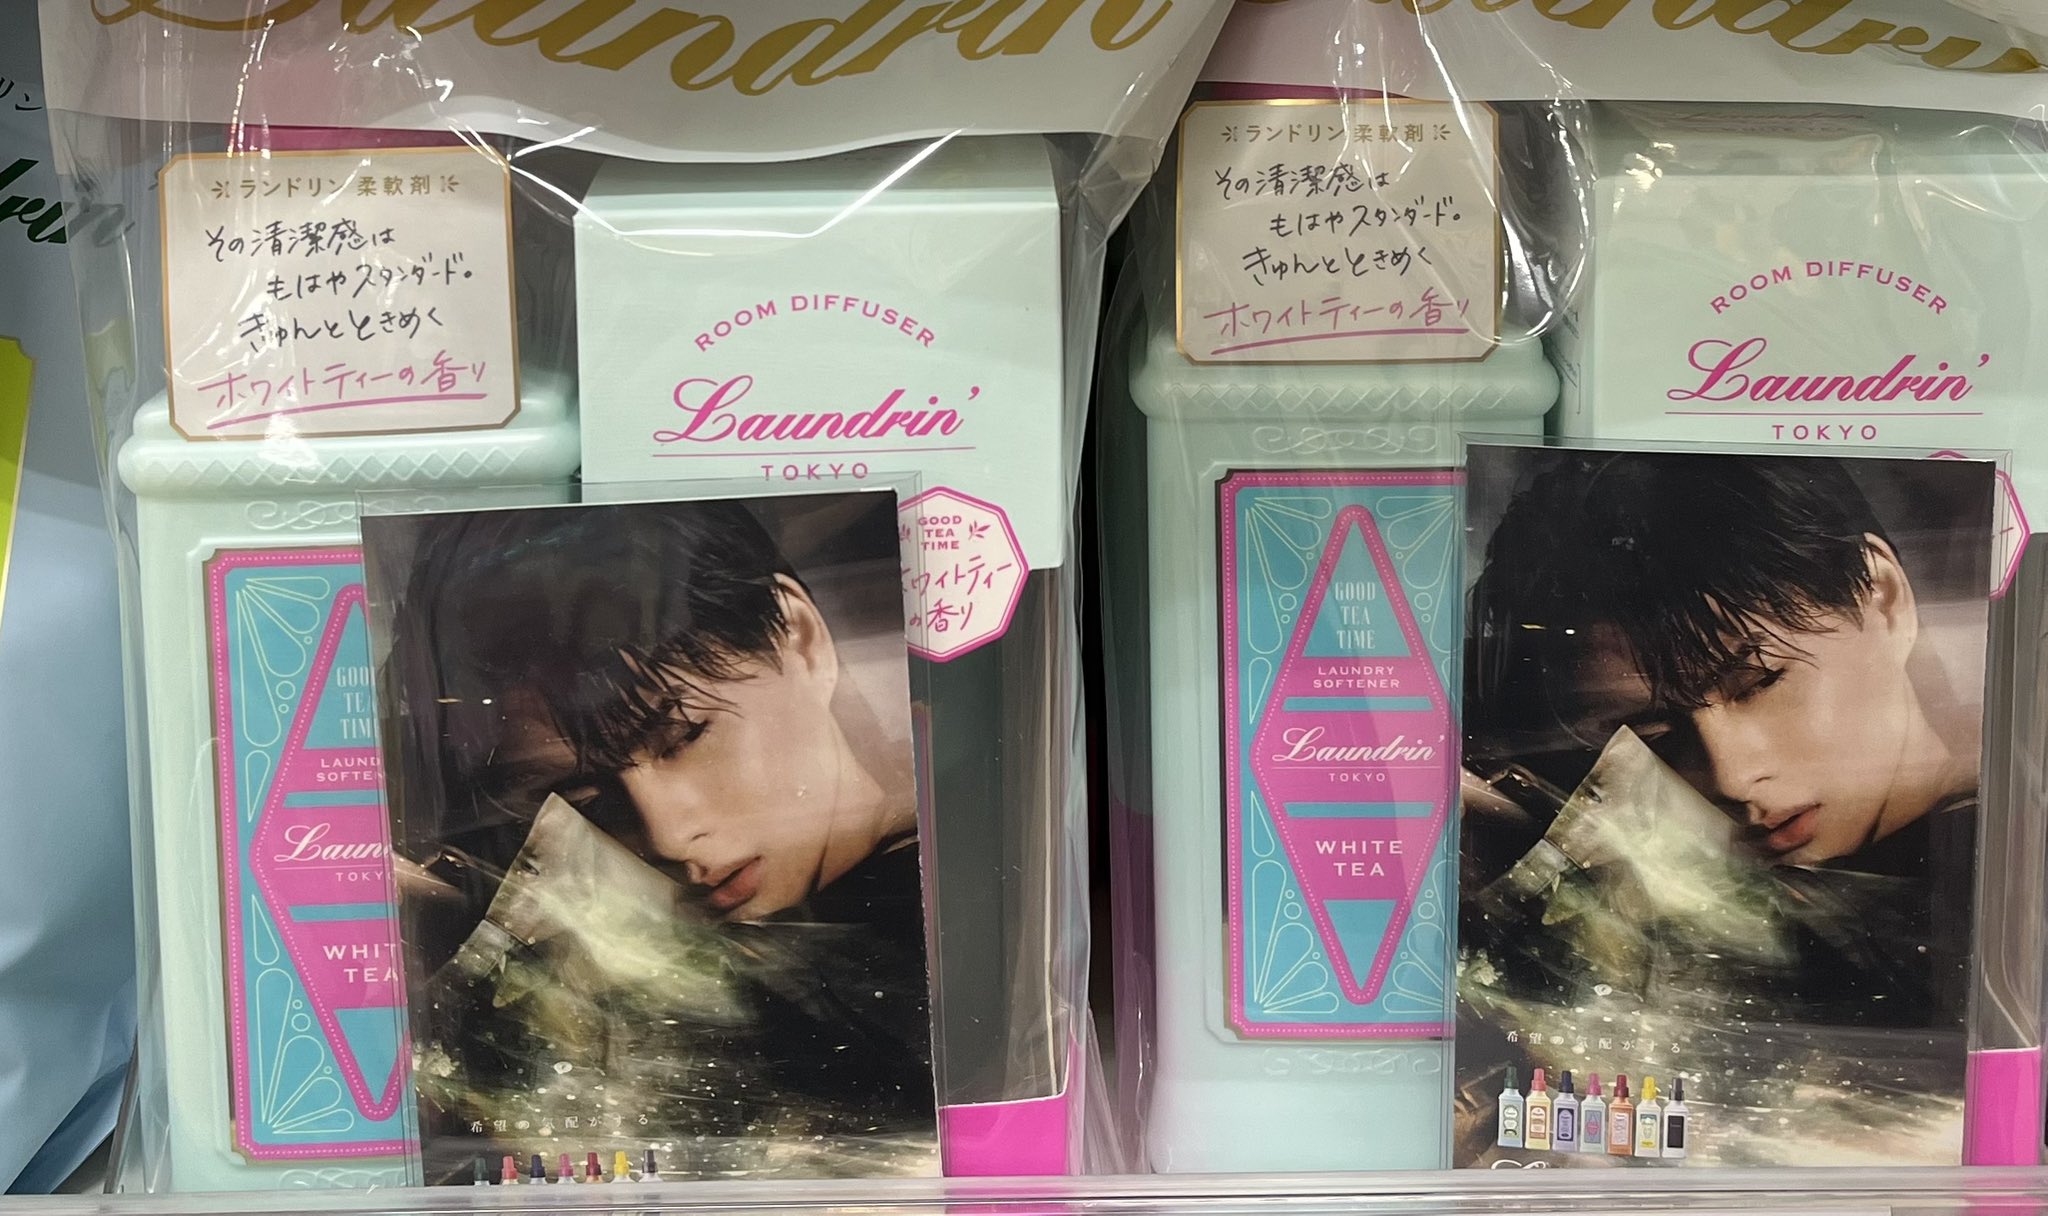 Laundrin
ランドリン 柔軟剤
その清潔感は
もはやスタンダード。
きゅんとときめく
ホワイトティーの香り
ROOM DIFFUSER
Laundrin'
TOKYO
GOOD
TEA
TIME
ホワイトティー
の香り
GOOD
TEA
TIME
LAUND
SOFTEN
Laun
TOKYO
WHIT
TEA
希望の気配がする
ランドリン 柔軟剤
その清潔感は
もはやスタンダード。
きゅんとときめく
ホワイトティーの香り
ROOM DIFFUSER
Laundrin'
TOKYO
GOOD
TEA
TIME
LAUNDRY
SOFTENER
Laundrin'
TOKYO
WHITE
TEA
希望の気配がする